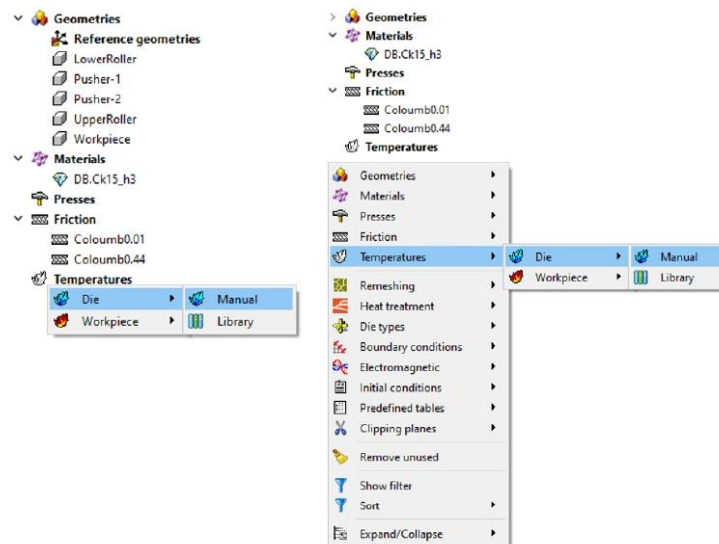 Geometries
Reference geometries
LowerRoller
Pusher-1
Pusher-2
UpperRoller
Workpiece
Materials
DB.Ck15_h3
Presses
Friction
Coloumb0.01
Coloumb0.44
Temperatures
Die Manual
Workpiece Library
Geometries
Materials
DB.Ck15_h3
Presses
Friction
Coloumb0.01
Coloumb0.44
Temperatures
Geometries
Materials
Presses
Friction
Temperatures Die Manual
Workpiece Library
Remeshing
Heat treatment
Die types
Boundary conditions
Electromagnetic
Initial conditions
Predefined tables
Clipping planes
Remove unused
Show filter
Sort
Expand/Collapse